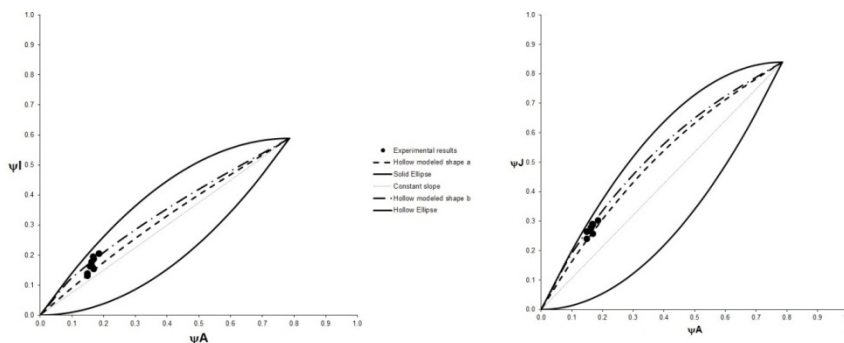 1.0
0.9
0.8
0.7
0.6
0.5
0.4
0.3
0.2
0.1
0.0
ψI
0.0 0.1 0.2 0.3 0.4 0.5 0.6 0.7 0.8 0.9 1.0
ψA
Experimental results
Hollow modeled shape a
Solid Ellipse
Constant slope
Hollow modeled shape b
Hollow Ellipse
1.0
0.9
0.8
0.7
0.6
0.5
0.4
0.3
0.2
0.1
0.0
ψJ
0.0 0.1 0.2 0.3 0.4 0.5 0.6 0.7 0.8 0.9
ψA